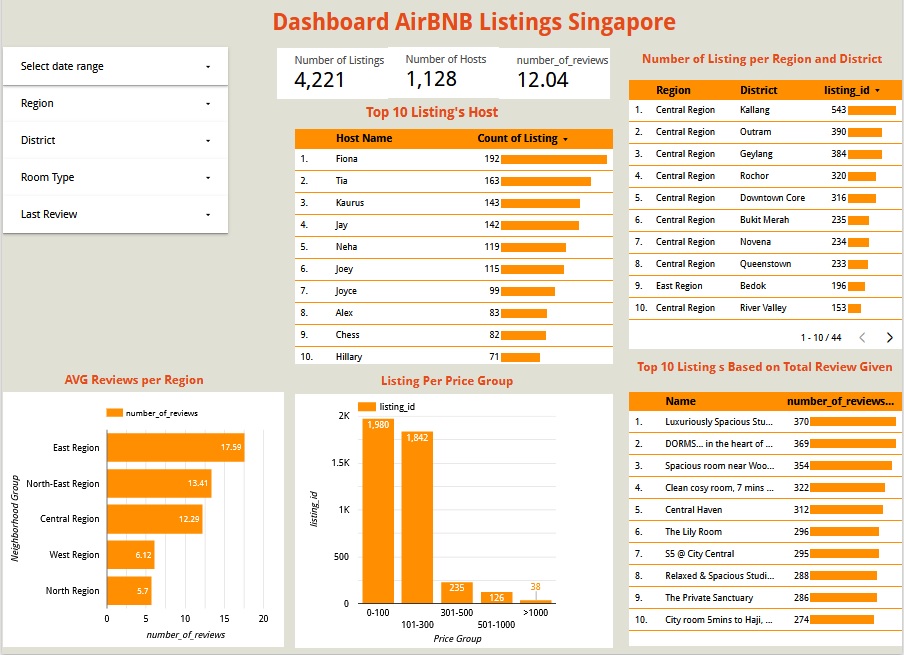 Dashboard AirBNB Listings Singapore
Select date range
Region
District
Room Type
Last Review
Number of Listings
4,221
Number of Hosts
1,128
number_of_reviews
12.04
Top 10 Listing's Host
Host Name Count of Listing
1. Fiona 192
2. Tia 163
3. Kaurus 143
4. Jay 142
5. Neha 119
6. Joey 115
7. Joyce 99
8. Alex 83
9. Chess 82
10. Hillary 71
Number of Listing per Region and District
Region District listing_id
1. Central Region Kallang 543
2. Central Region Outram 390
3. Central Region Geylang 384
4. Central Region Rochor 320
5. Central Region Downtown Core 316
6. Central Region Bukit Merah 235
7. Central Region Novena 234
8. Central Region Queenstown 233
9. East Region Bedok 196
10. Central Region River Valley 153
1 - 10 / 44
AVG Reviews per Region
number_of_reviews
Neighborhood Group
East Region 17.59
North-East Region 13.41
Central Region 12.29
West Region 6.12
North Region 5.7
0 5 10 15 20
number_of_reviews
Listing Per Price Group
listing_id
listing_id
2K
1.5K
1K
500
0
1,980
1,842
235
126
38
0-100 301-500 >1000
101-300 501-1000
Price Group
Top 10 Listing s Based on Total Review Given
Name number_of_reviews...
1. Luxuriously Spacious Stu... 370
2. DORMS... in the heart of ... 369
3. Spacious room near Woo... 354
4. Clean cosy room, 7 mins ... 322
5. Central Haven 312
6. The Lily Room 296
7. S5 @ City Central 295
8. Relaxed & Spacious Studi... 288
9. The Private Sanctuary 286
10. City room 5mins to Haji, ... 274